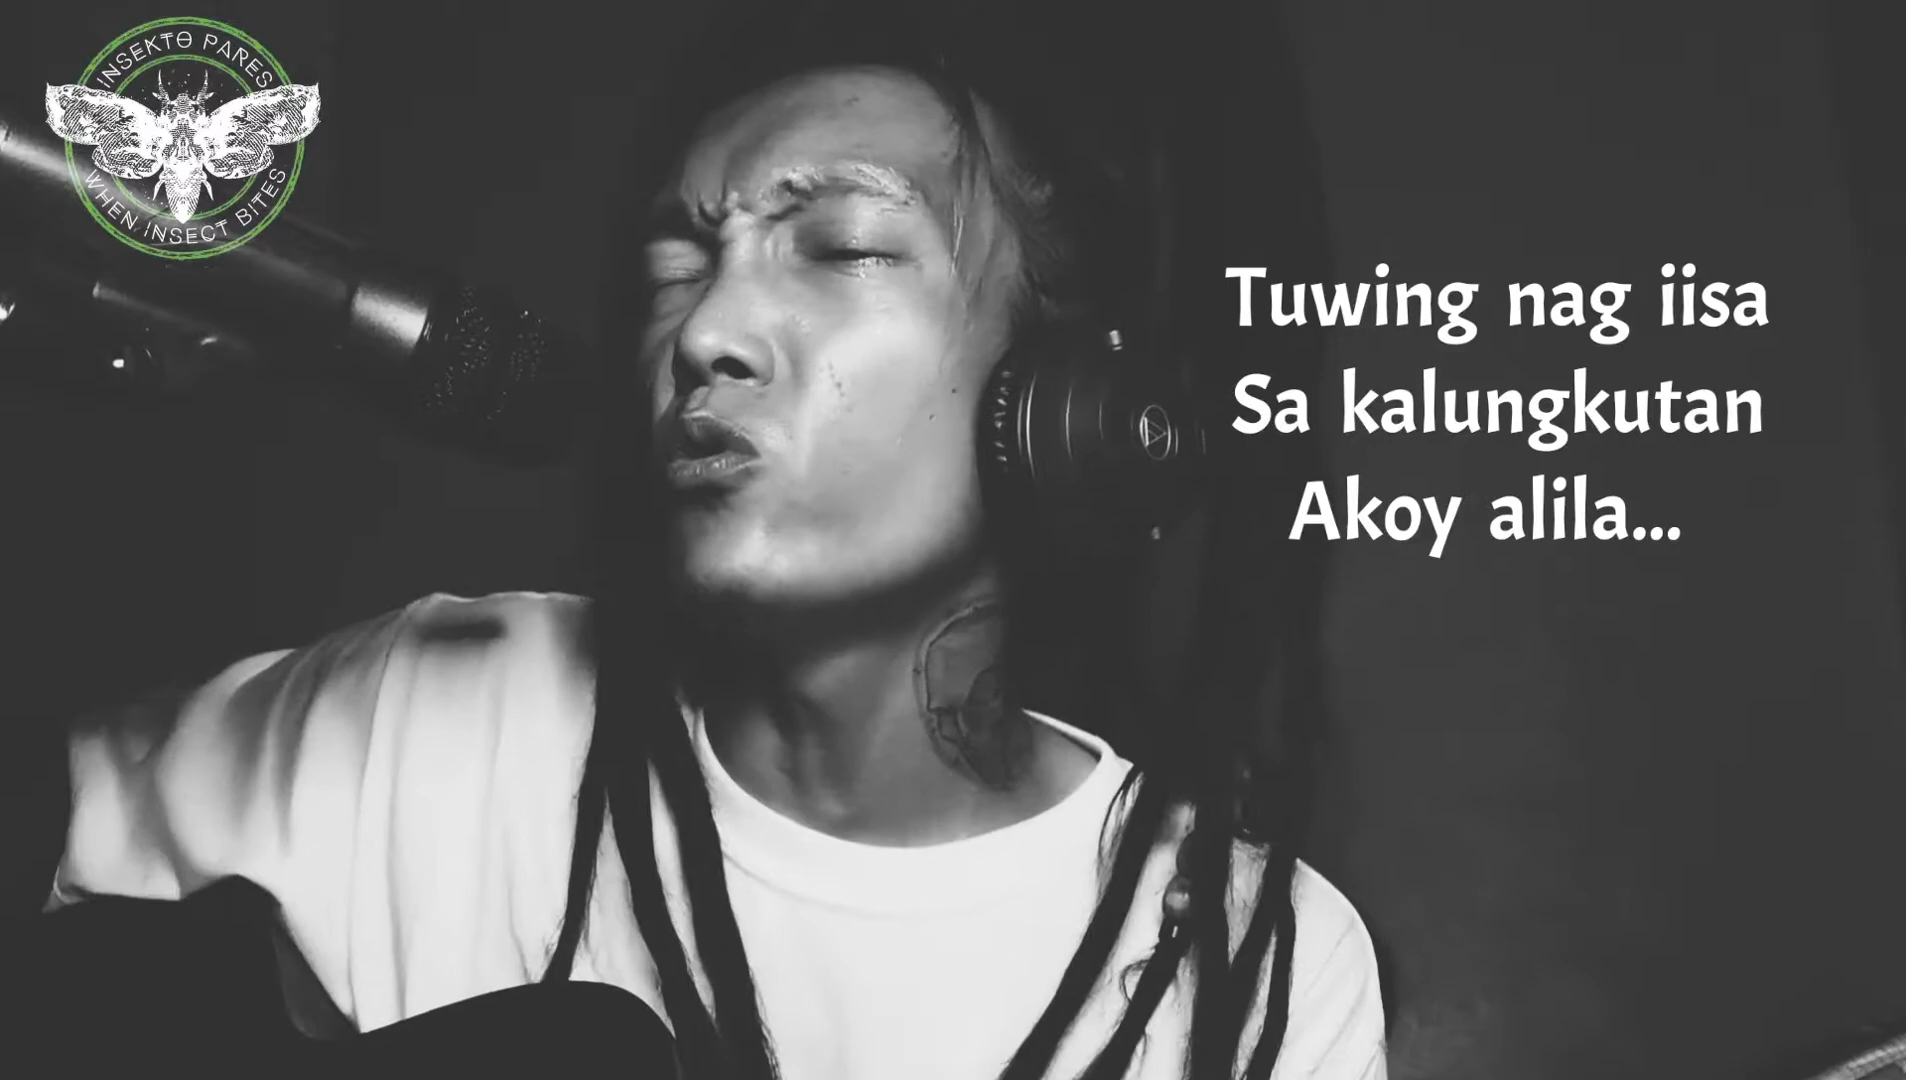 INSEKTO PARES
WHEN INSECT BITES
Tuwing nag iisa
Sa kalungkutan
Akoy alila...